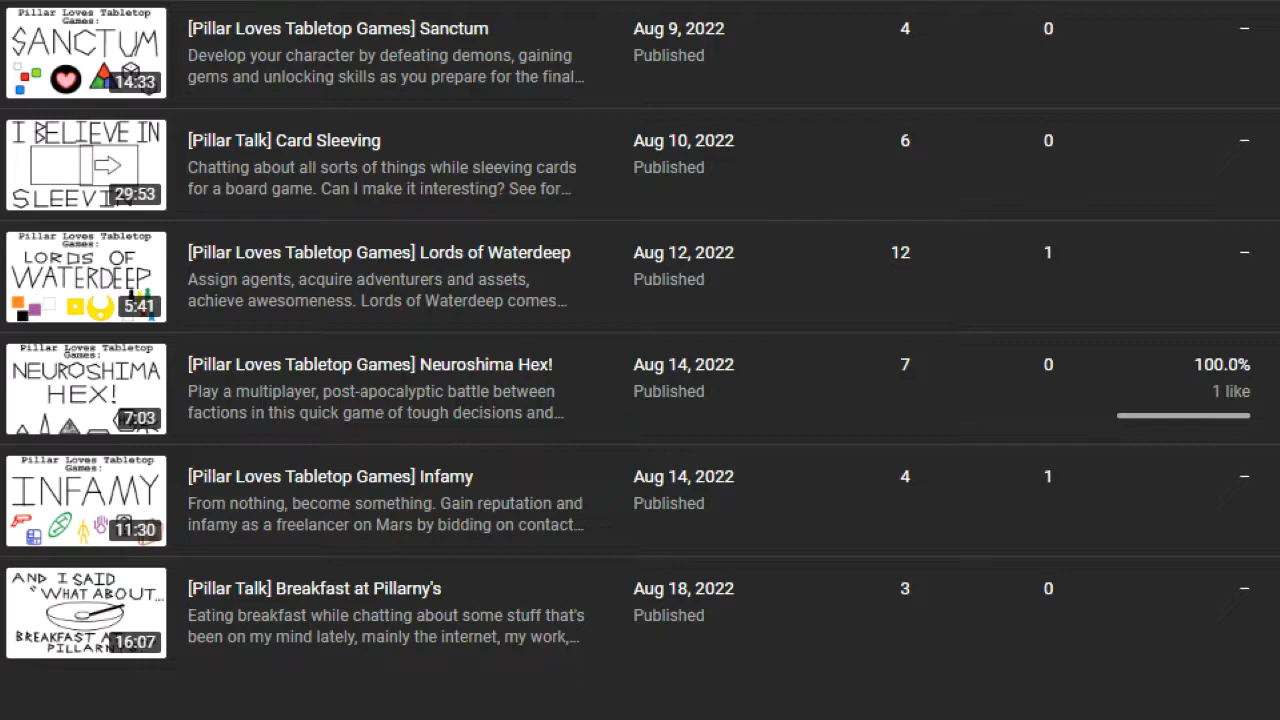 Pillar Loves Tabletop
Games:
SANCTUM
14:33
[Pillar Loves Tabletop Games] Sanctum
Develop your character by defeating demons, gaining
gems and unlocking skills as you prepare for the final...
Aug 9, 2022
Published
4
0
–
I BELIEVE IN
SLEEVIN
29:53
[Pillar Talk] Card Sleeving
Chatting about all sorts of things while sleeving cards
for a board game. Can I make it interesting? See for...
Aug 10, 2022
Published
6
0
–
Pillar Loves Tabletop
Games:
LORDS OF
WATERDEEP
5:41
[Pillar Loves Tabletop Games] Lords of Waterdeep
Assign agents, acquire adventurers and assets,
achieve awesomeness. Lords of Waterdeep comes...
Aug 12, 2022
Published
12
1
–
Pillar Loves Tabletop
Games:
NEUROSHIMA
HEX!
7:03
[Pillar Loves Tabletop Games] Neuroshima Hex!
Play a multiplayer, post-apocalyptic battle between
factions in this quick game of tough decisions and...
Aug 14, 2022
Published
7
0
100.0%
1 like
Pillar Loves Tabletop
Games:
INFAMY
11:30
[Pillar Loves Tabletop Games] Infamy
From nothing, become something. Gain reputation and
infamy as a freelancer on Mars by bidding on contact...
Aug 14, 2022
Published
4
1
–
AND I SAID
"WHAT ABOUT...
BREAKFAST A
PILLARN
16:07
[Pillar Talk] Breakfast at Pillarny's
Eating breakfast while chatting about some stuff that's
been on my mind lately, mainly the internet, my work,...
Aug 18, 2022
Published
3
0
–